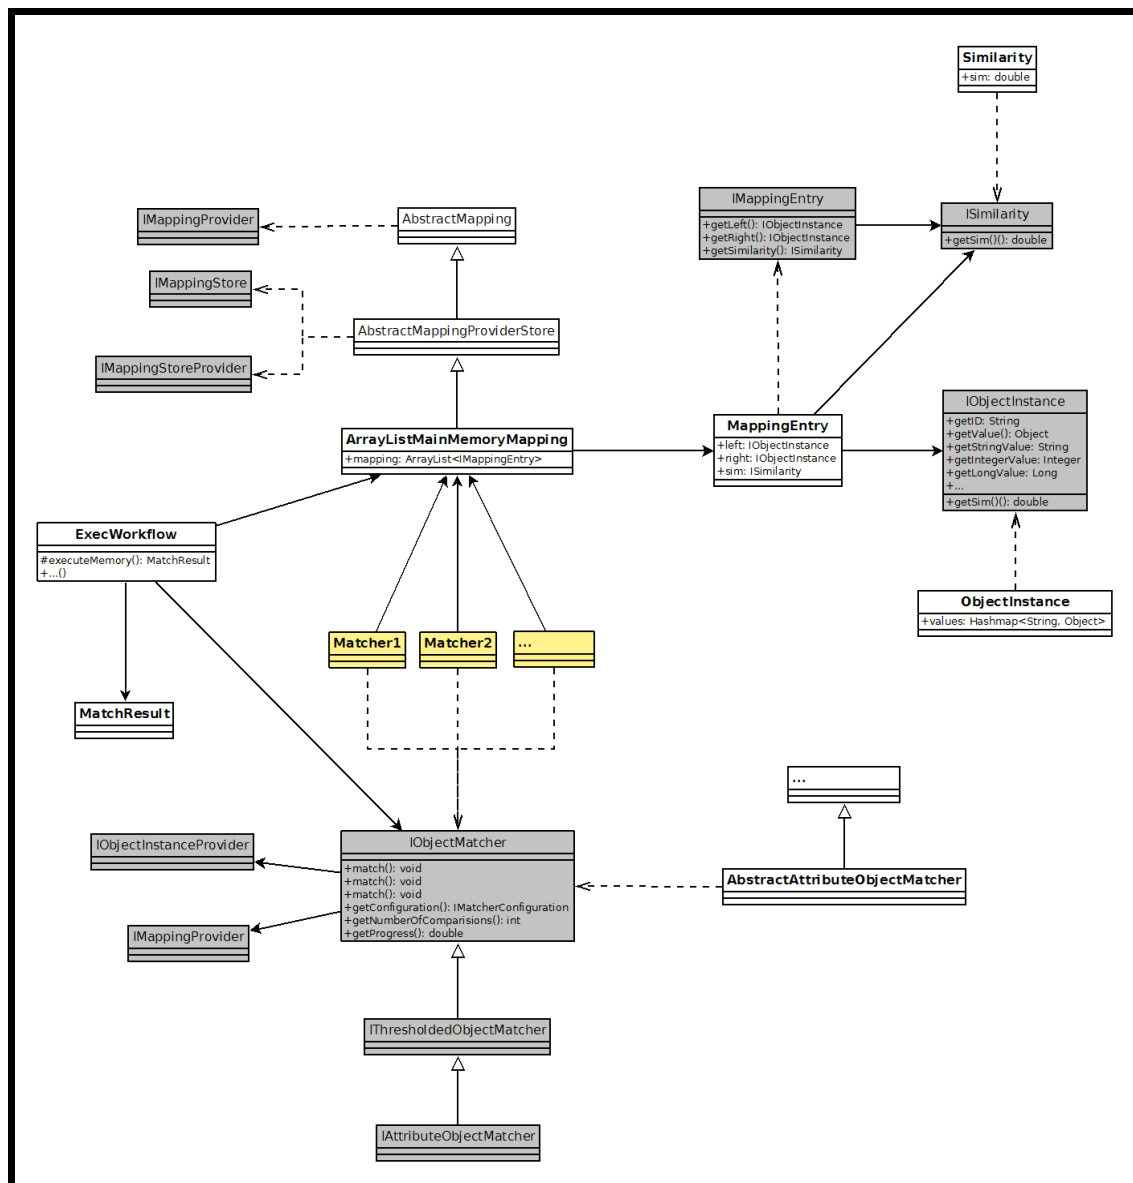 Similarity
+sim: double
IMappingEntry
+getLeft(): IObjectInstance
+getRight(): IObjectInstance
+getSimilarity(): ISimilarity
ISimilarity
+getSim()(): double
IMappingProvider
AbstractMapping
IMappingStore
AbstractMappingProviderStore
IMappingStoreProvider
ArrayListMainMemoryMapping
+mapping: ArrayList<IMappingEntry>
MappingEntry
+left: IObjectInstance
+right: IObjectInstance
+sim: ISimilarity
IObjectInstance
+getID: String
+getValue(): Object
+getStringValue: String
+getIntegerValue: Integer
+getLongValue: Long
+...
+getSim()(): double
ExecWorkflow
#executeMemory(): MatchResult
+...()
ObjectInstance
+values: Hashmap<String, Object>
Matcher1
Matcher2
...
MatchResult
...
IObjectInstanceProvider
IObjectMatcher
+match(): void
+match(): void
+match(): void
+getConfiguration(): IMatcherConfiguration
+getNumberOfComparisions(): int
+getProgress(): double
AbstractAttributeObjectMatcher
IMappingProvider
IThresholdedObjectMatcher
IAttributeObjectMatcher